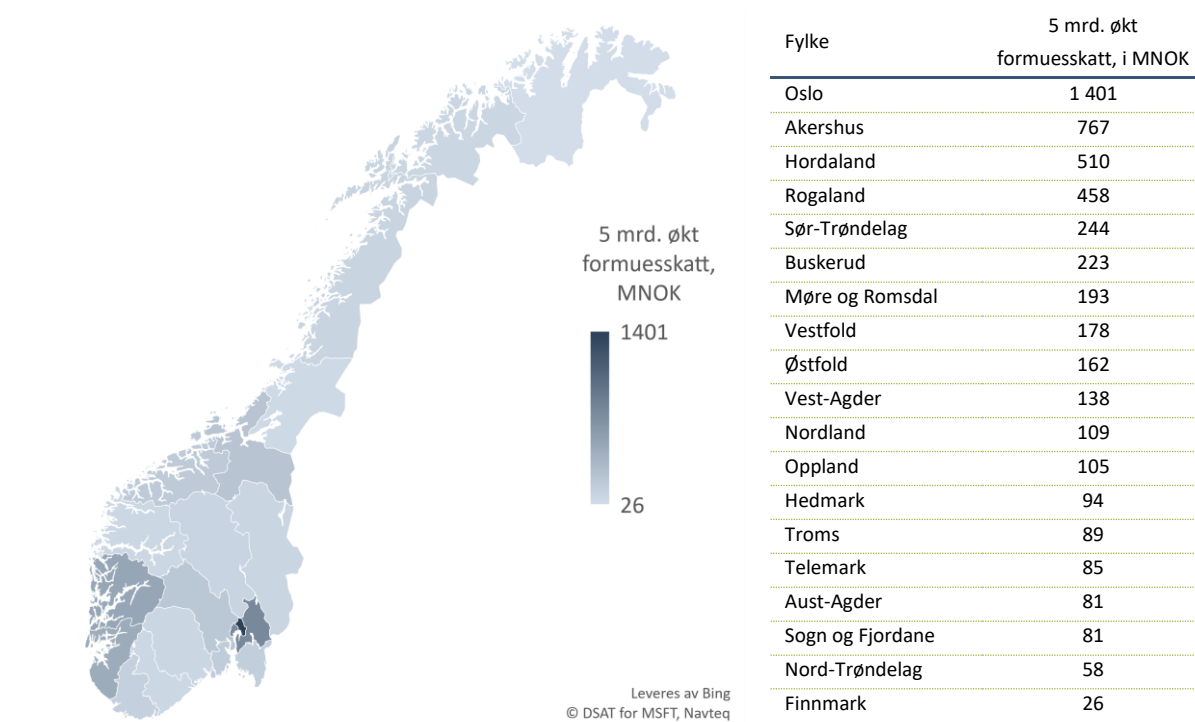 5 mrd. økt
formuesskatt,
MNOK
1401
26
Leveres av Bing
© DSAT for MSFT, Navteq
Fylke 5 mrd. økt
formuesskatt, i MNOK
Oslo 1 401
Akershus 767
Hordaland 510
Rogaland 458
Sør-Trøndelag 244
Buskerud 223
Møre og Romsdal 193
Vestfold 178
Østfold 162
Vest-Agder 138
Nordland 109
Oppland 105
Hedmark 94
Troms 89
Telemark 85
Aust-Agder 81
Sogn og Fjordane 81
Nord-Trøndelag 58
Finnmark 26